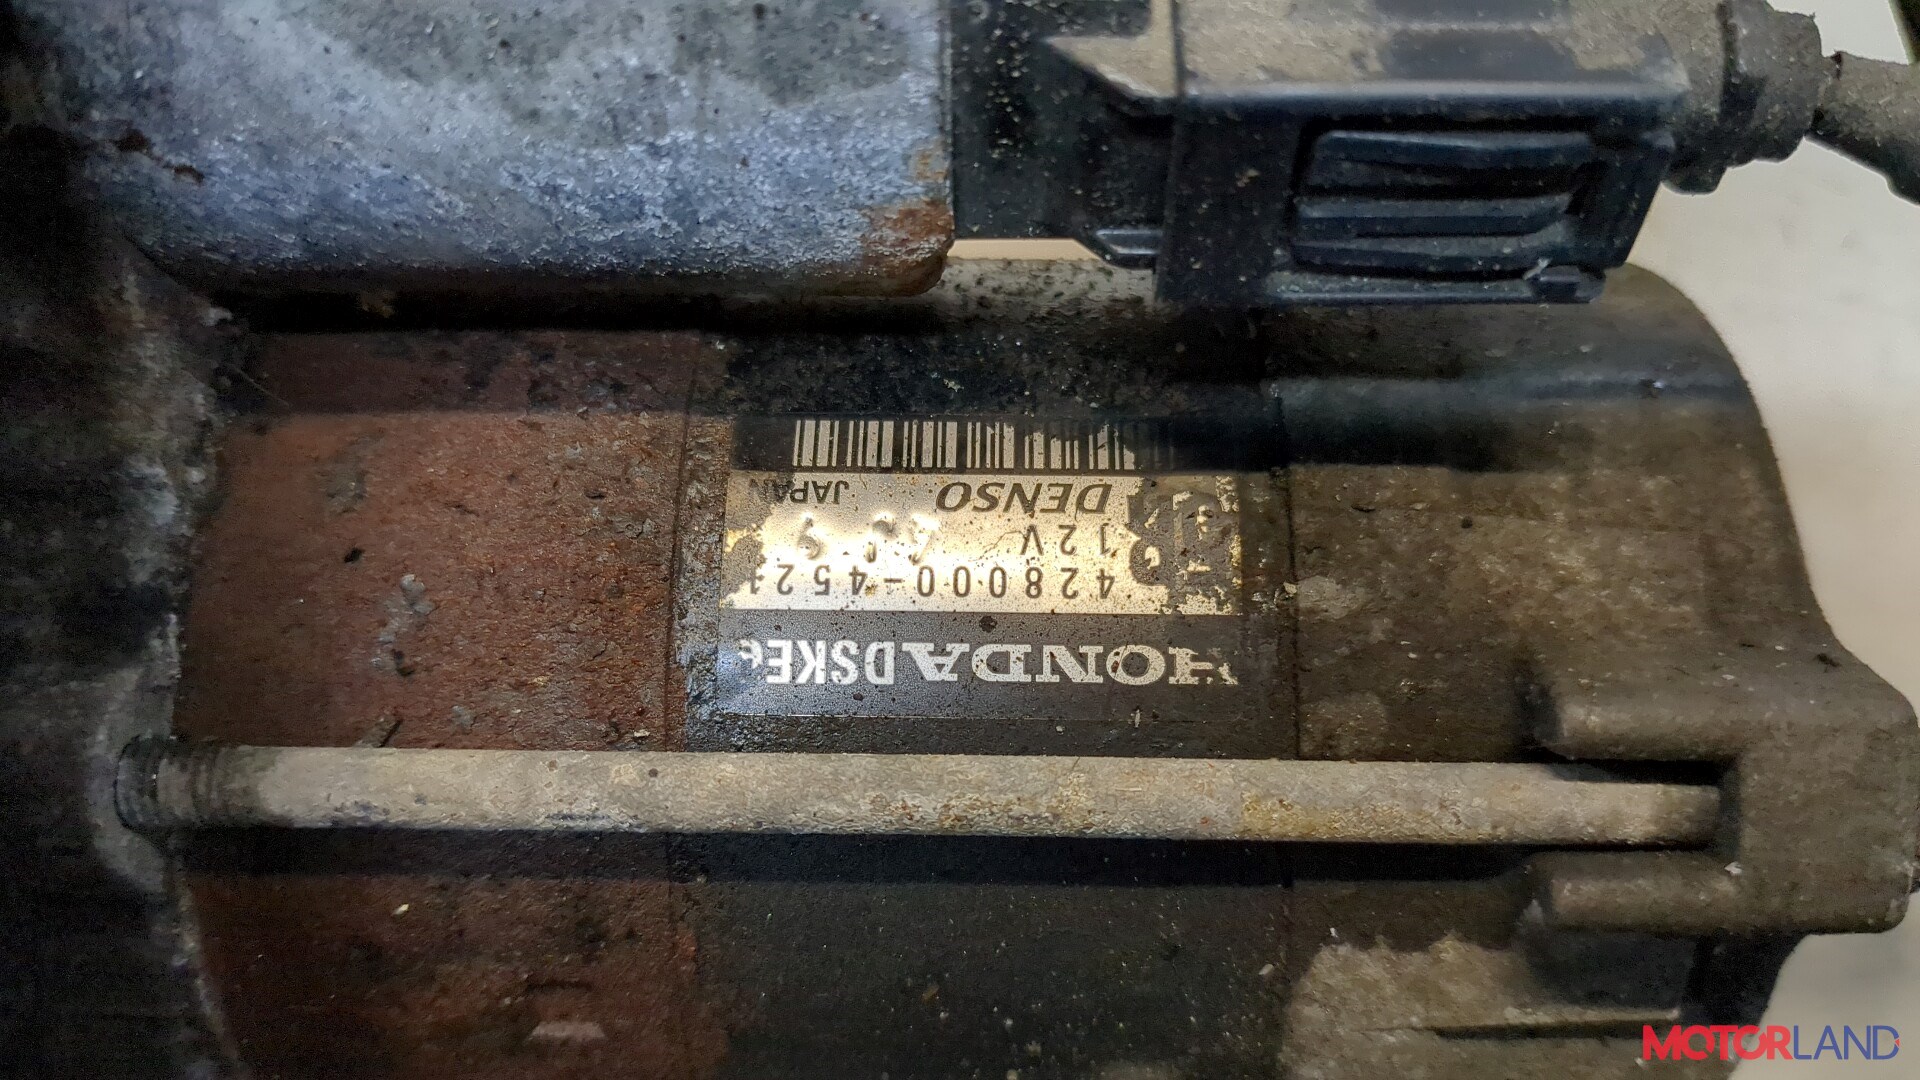 HONDA DSKE
428000-4521
12V
DENSO JAPAN
MOTORLAND